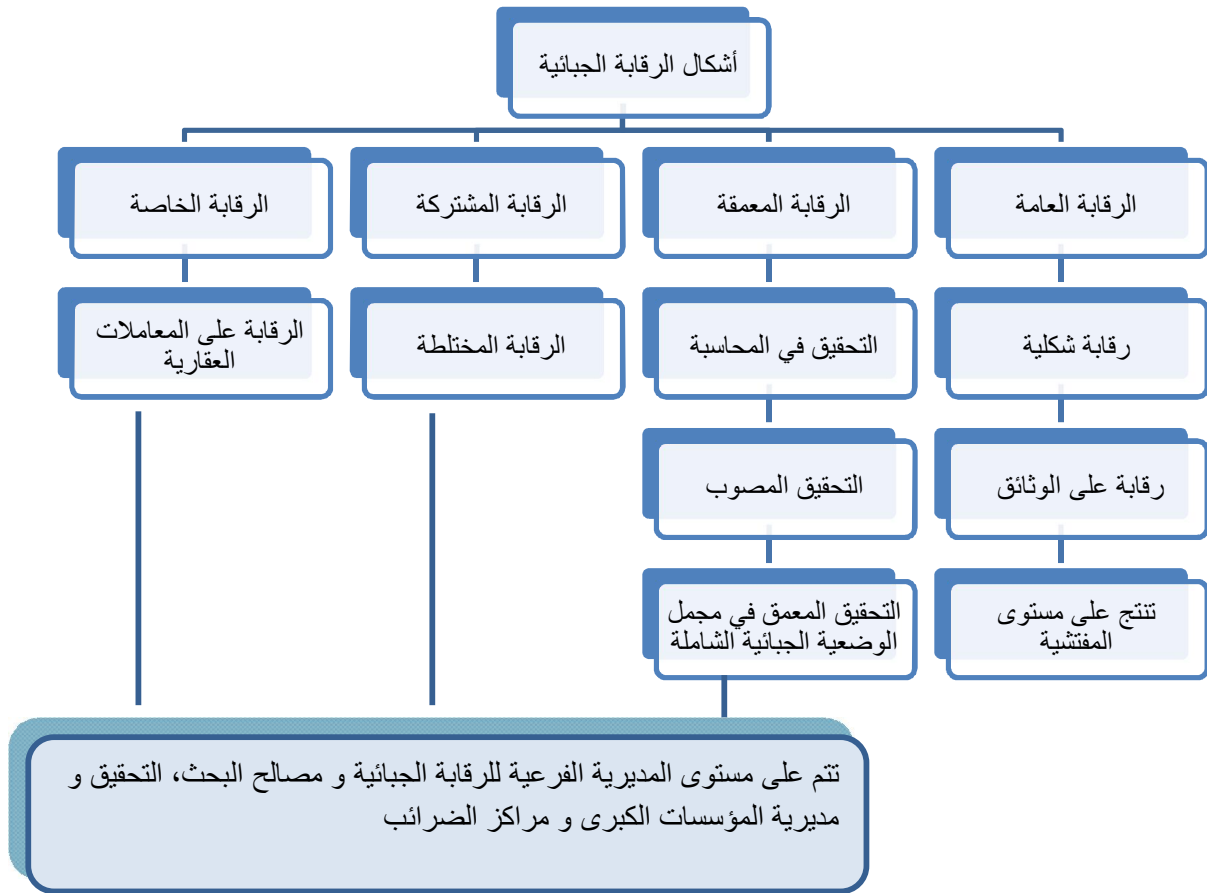 أشكال الرقابة الجبائية
الرقابة العامة
الرقابة المعمقة
الرقابة المشتركة
الرقابة الخاصة
رقابة شكلية
التحقيق في المحاسبة
الرقابة المختلطة
الرقابة على المعاملات
العقارية
رقابة على الوثائق
التحقيق المصوب
تنتج على مستوى
المفتشية
التحقيق المعمق في مجمل
الوضعية الجبائية الشاملة
تتم على مستوى المديرية الفرعية للرقابة الجبائية و مصالح البحث، التحقيق و
مديرية المؤسسات الكبرى و مراكز الضرائب